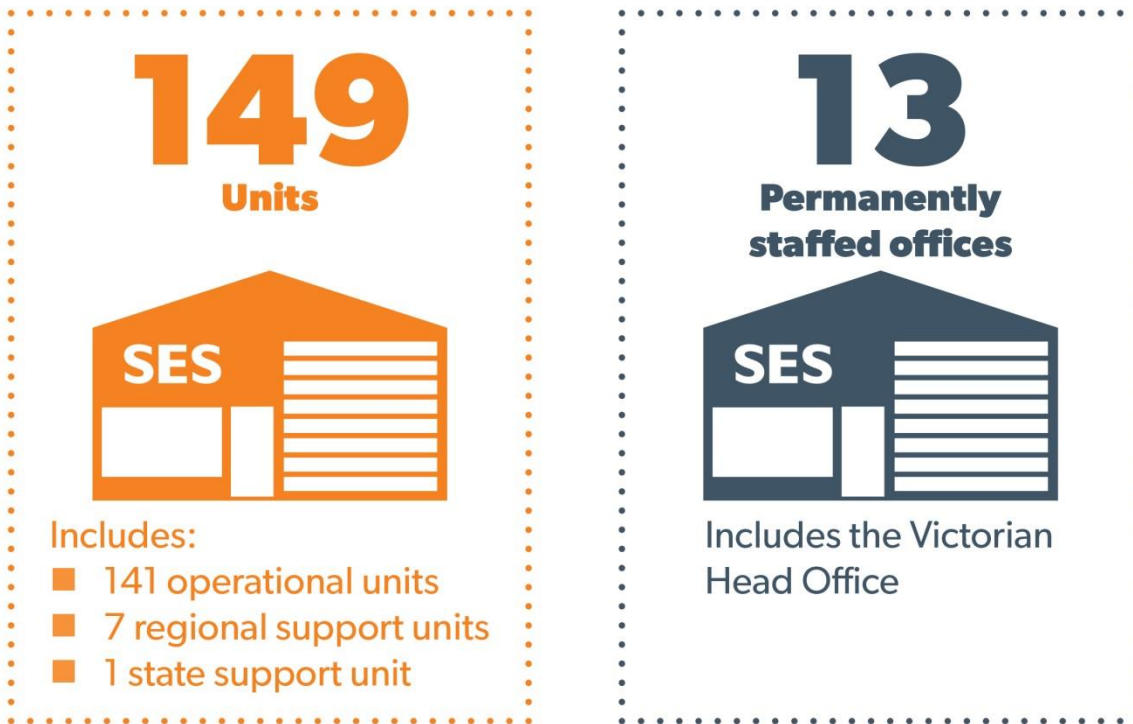 149
Units
SES
Includes:
■ 141 operational units
■ 7 regional support units
■ 1 state support unit
13
Permanently
staffed offices
SES
Includes the Victorian
Head Office